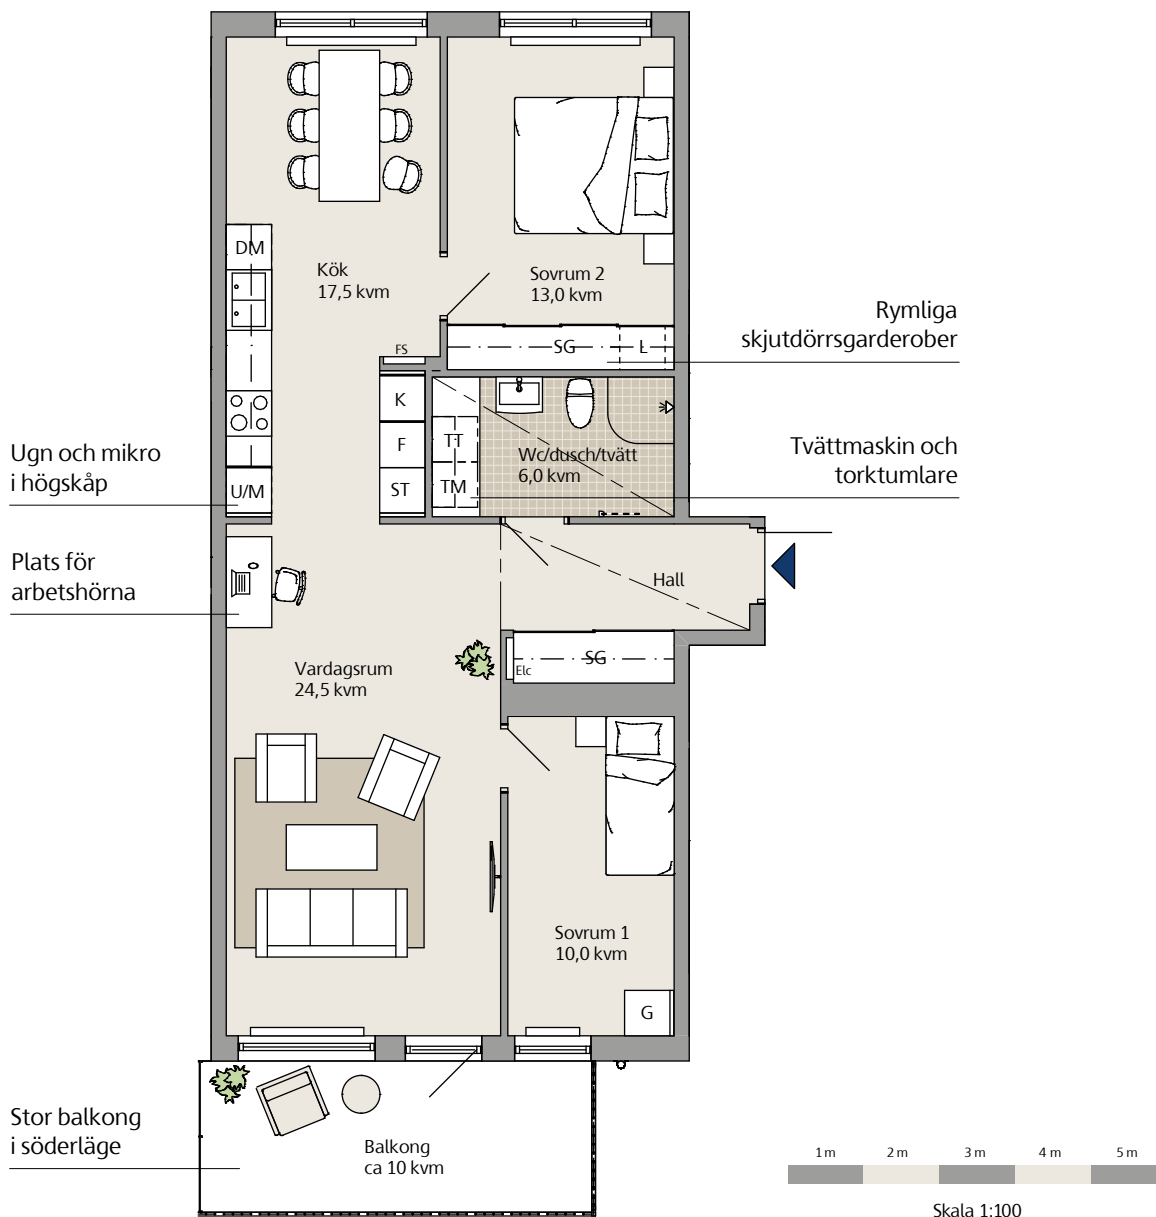 DM
Kök
17,5 kvm
Sovrum 2
13,0 kvm
Rymliga
skjutdörrsgarderober
FS
SG
L
K
F
ST
TT
TM
Wc/dusch/tvätt
6,0 kvm
Tvättmaskin och
torktumlare
Ugn och mikro
i högskåp
U/M
Plats för
arbetshörna
Hall
SG
Elc
Vardagsrum
24,5 kvm
Sovrum 1
10,0 kvm
G
Stor balkong
i söderläge
Balkong
ca 10 kvm
1 m 2 m 3 m 4 m 5 m
Skala 1:100